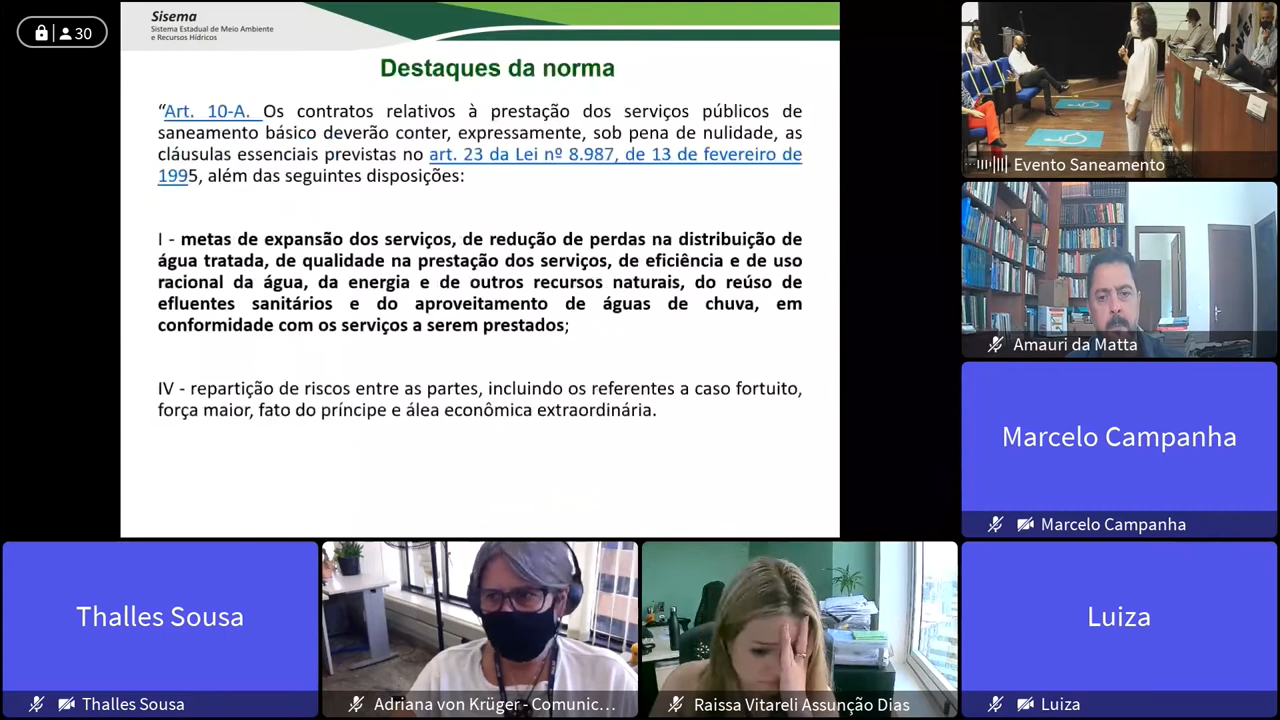 30
Sisema
Sistema Estadual de Meio Ambiente
e Recursos Hídricos
Destaques da norma
“Art. 10-A. Os contratos relativos à prestação dos serviços públicos de
saneamento básico deverão conter, expressamente, sob pena de nulidade, as
cláusulas essenciais previstas no art. 23 da Lei nº 8.987, de 13 de fevereiro de
1995, além das seguintes disposições:
I - metas de expansão dos serviços, de redução de perdas na distribuição de
água tratada, de qualidade na prestação dos serviços, de eficiência e de uso
racional da água, da energia e de outros recursos naturais, do reúso de
efluentes sanitários e do aproveitamento de águas de chuva, em
conformidade com os serviços a serem prestados;
IV - repartição de riscos entre as partes, incluindo os referentes a caso fortuito,
força maior, fato do príncipe e álea econômica extraordinária.
Evento Saneamento
Amauri da Matta
Marcelo Campanha
Marcelo Campanha
Thalles Sousa
Thalles Sousa
Adriana von Krüger - Comunic...
Raissa Vitareli Assunção Dias
Luiza
Luiza